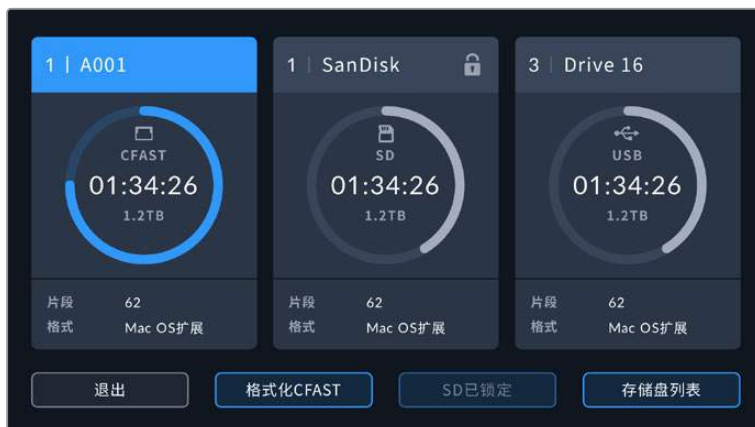 1 | A001
CFAST
01:34:26
1.2TB
片段 62
格式 Mac OS扩展
1 | SanDisk
SD
01:34:26
1.2TB
片段 62
格式 Mac OS扩展
3 | Drive 16
USB
01:34:26
1.2TB
片段 62
格式 Mac OS扩展
退出
格式化CFAST
SD已锁定
存储盘列表